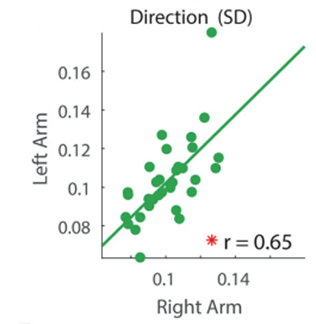 Direction (SD)
Left Arm
0.16
0.14
0.12
0.1
0.08
* r = 0.65
0.1
0.14
Right Arm